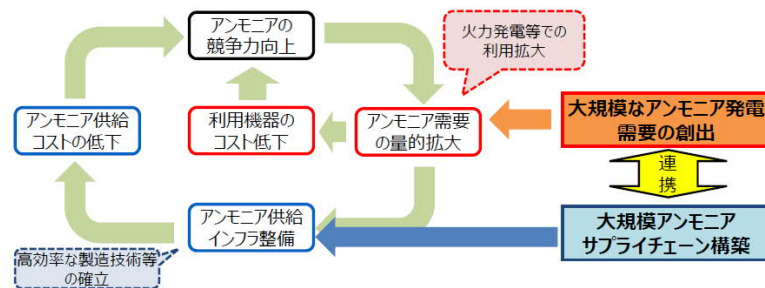 アンモニアの
競争力向上
火力発電等での
利用拡大
アンモニア供給
コストの低下
利用機器の
コスト低下
アンモニア需要
の量的拡大
大規模なアンモニア発電
需要の創出
連
携
アンモニア供給
インフラ整備
大規模アンモニア
サプライチェーン構築
高効率な製造技術等
の確立